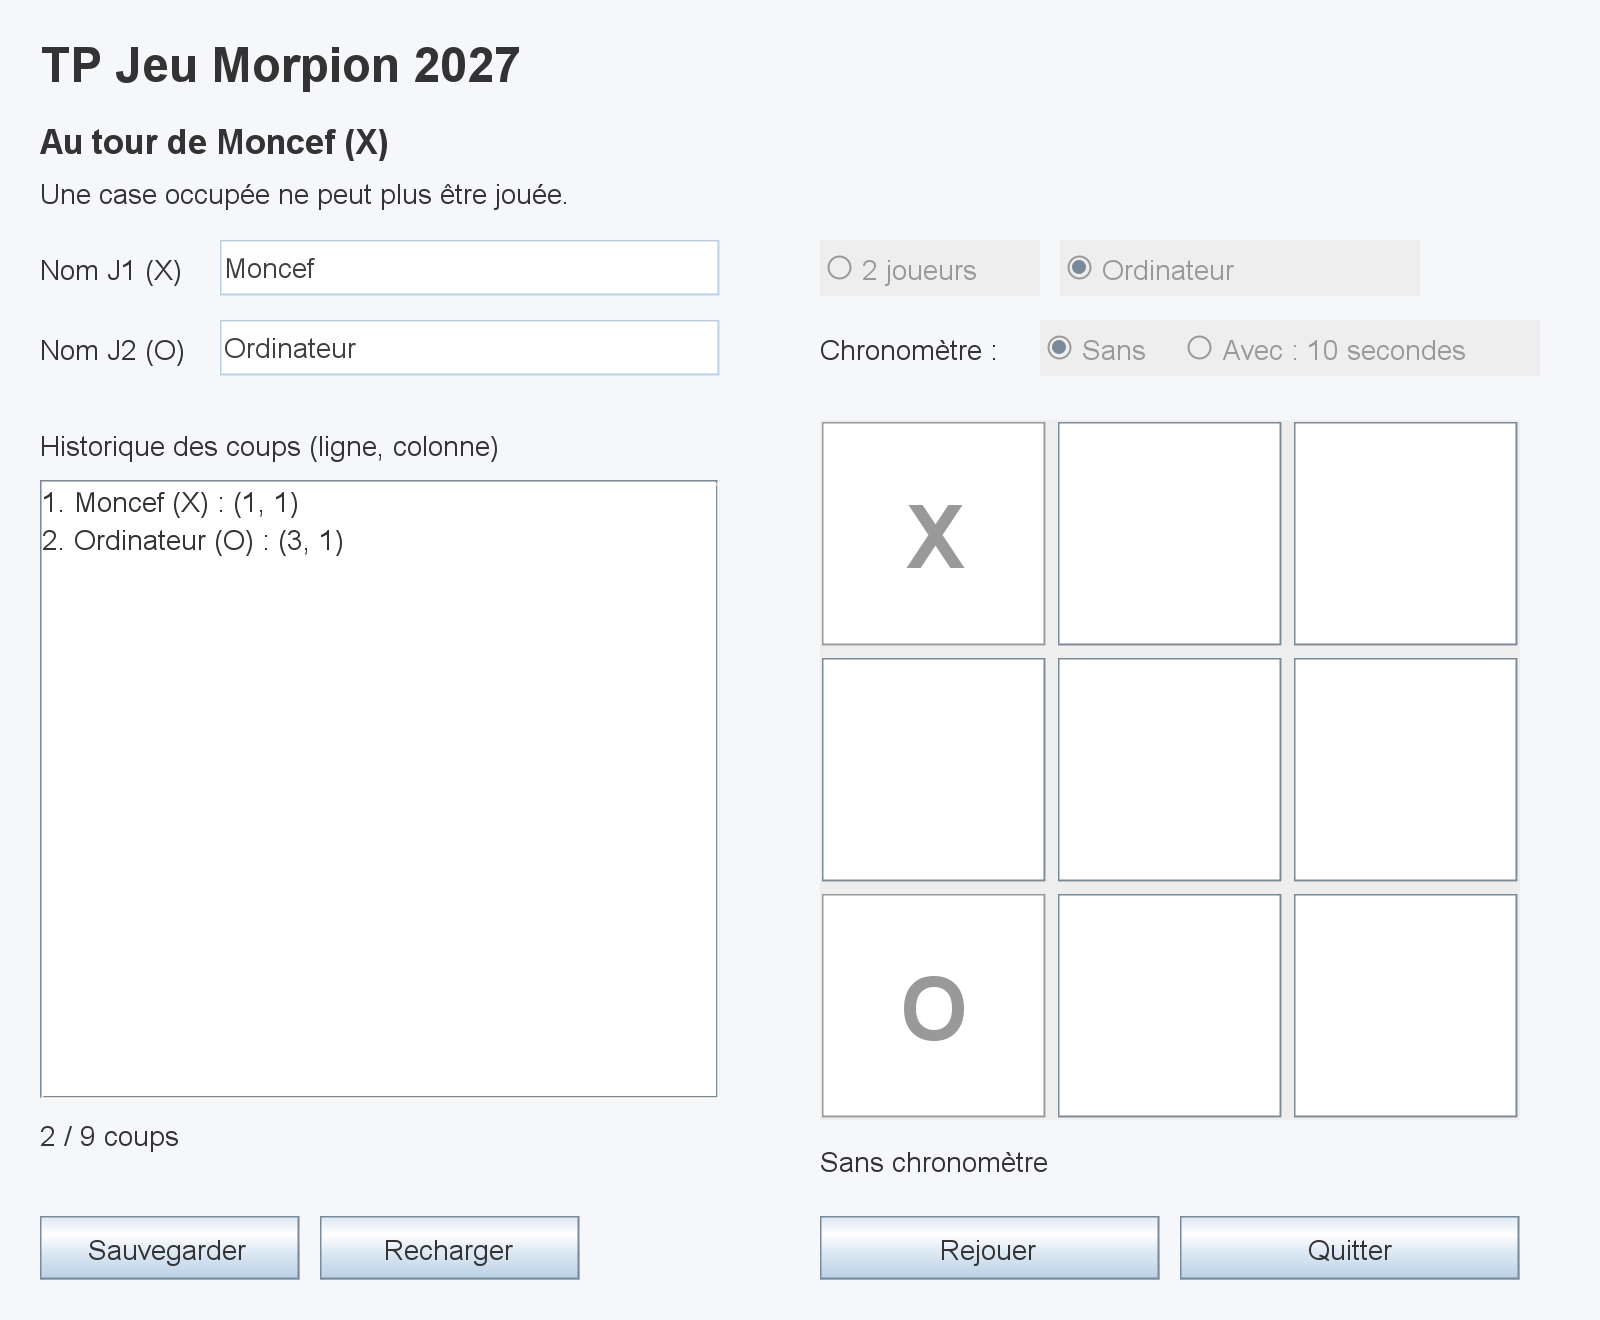 TP Jeu Morpion 2027
Au tour de Moncef (X)
Une case occupée ne peut plus être jouée.
Nom J1 (X) Moncef
2 joueurs Ordinateur
Nom J2 (O) Ordinateur
Chronomètre : Sans Avec : 10 secondes
Historique des coups (ligne, colonne)
1. Moncef (X) : (1, 1)
2. Ordinateur (O) : (3, 1)
X
O
2 / 9 coups
Sans chronomètre
Sauvegarder Recharger Rejouer Quitter